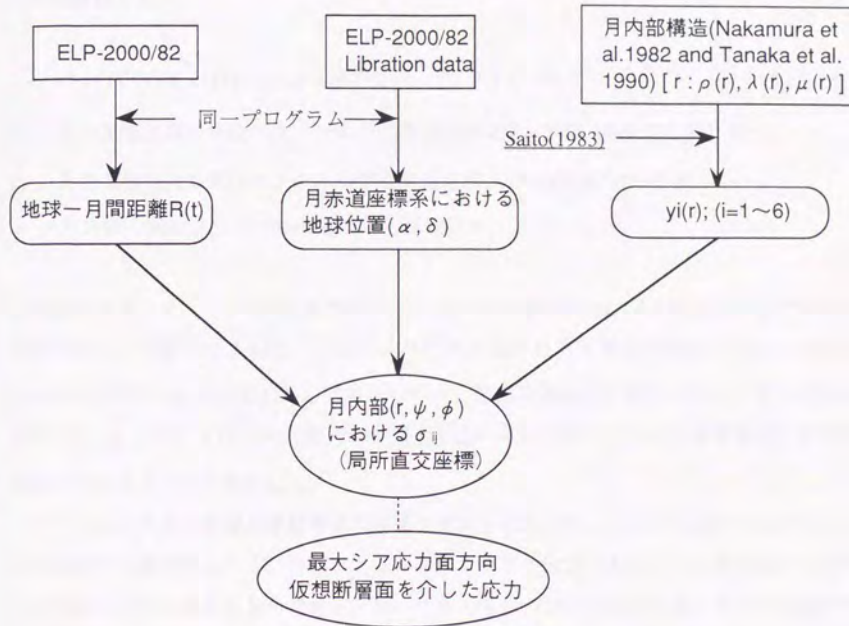 ELP-2000/82
ELP-2000/82
Libration data
月内部構造(Nakamura et
al.1982 and Tanaka et al.
1990) [ r : ρ(r), λ(r), μ(r) ]
同一プログラム
Saito(1983)
地球－月間距離R(t)
月赤道座標系における
地球位置(α, δ)
yi(r); (i=1～6)
月内部(r, ψ, φ)
におけるσij
（局所直交座標）
最大シア応力面方向
仮想断層面を介した応力